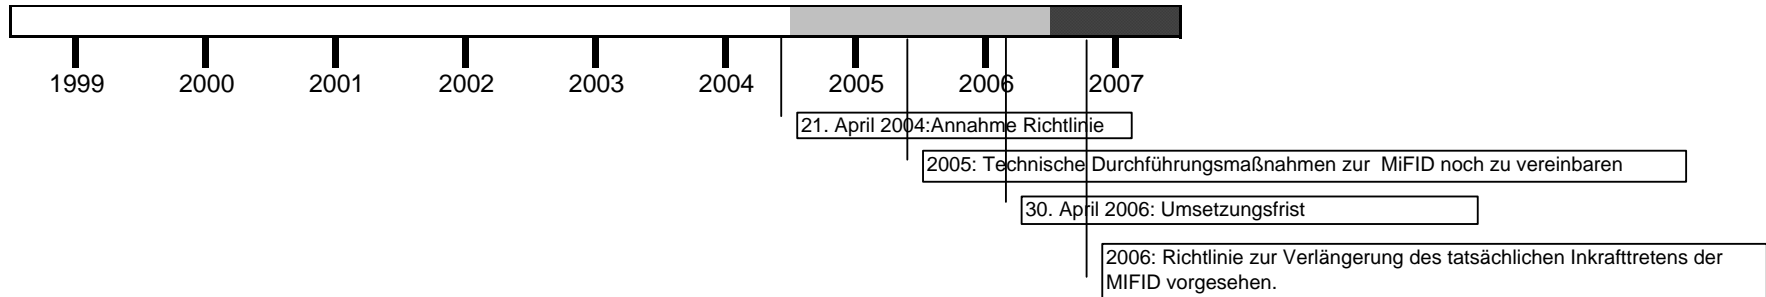 1999 2000 2001 2002 2003 2004 2005 2006 2007
21. April 2004:Annahme Richtlinie
2005: Technische Durchführungsmaßnahmen zur  MiFID noch zu vereinbaren
30. April 2006: Umsetzungsfrist
2006: Richtlinie zur Verlängerung des tatsächlichen Inkrafttretens der
MIFID vorgesehen.